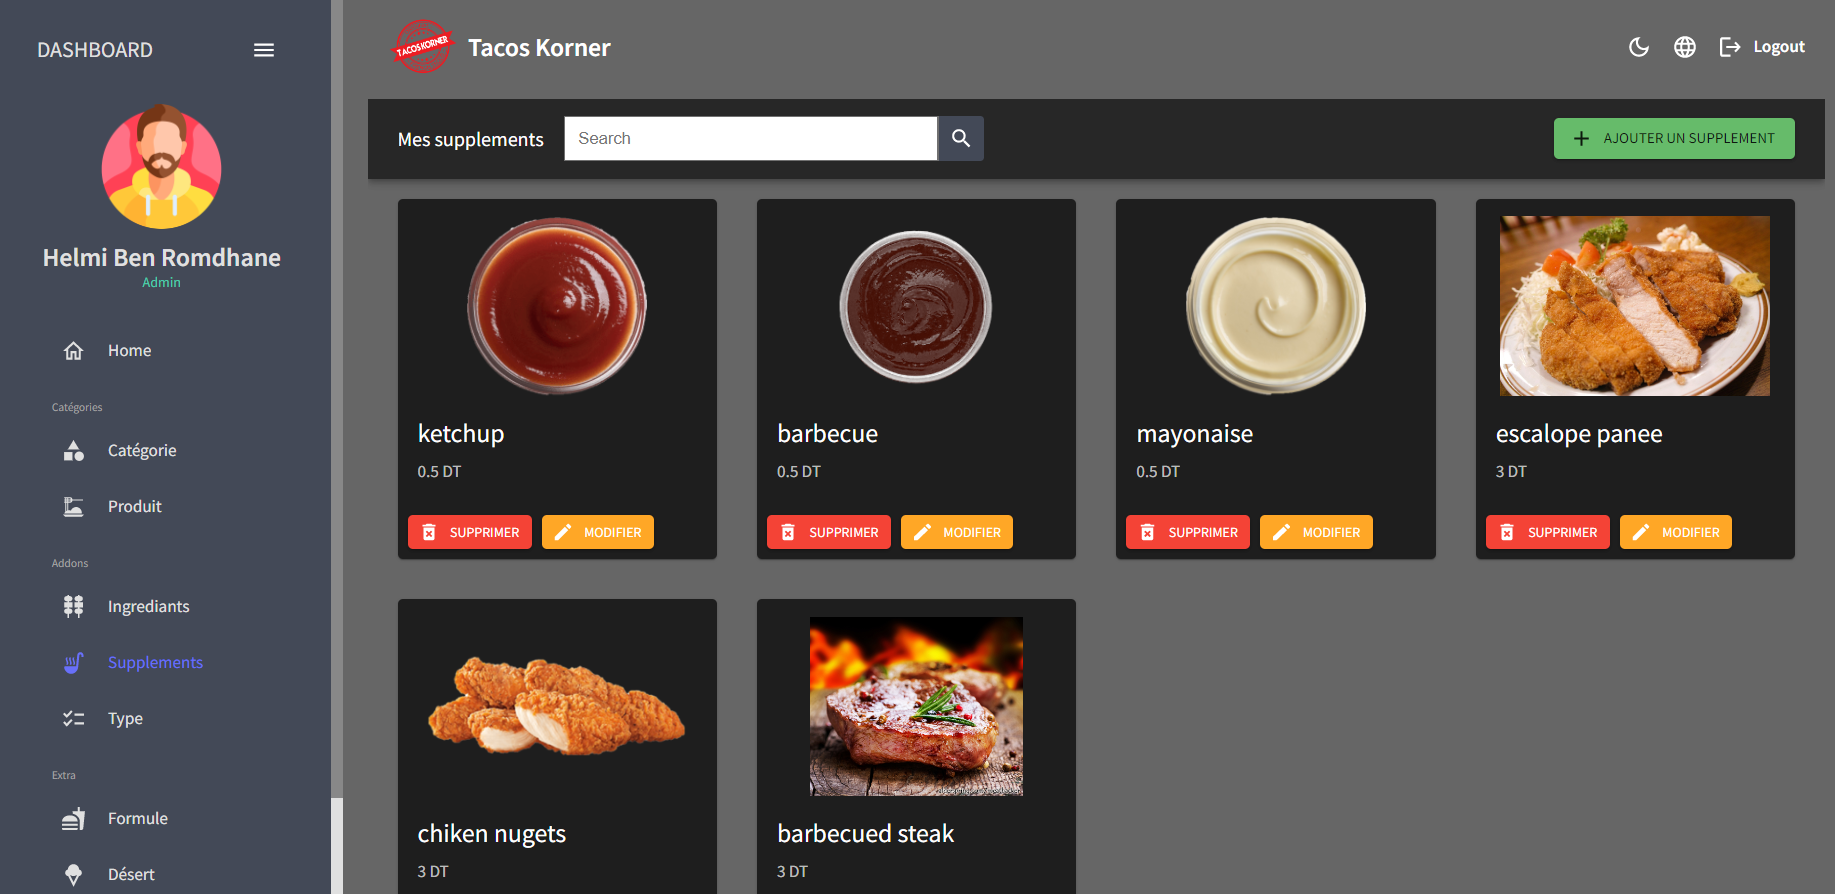 DASHBOARD
Helmi Ben Romdhane
Admin
Home
Catégories
Catégorie
Produit
Addons
Ingrediants
Supplements
Type
Extra
Formule
Désert
TACOS KORNER
Tacos Korner
Logout
Mes supplements
Search
AJOUTER UN SUPPLEMENT
ketchup
0.5 DT
SUPPRIMER
MODIFIER
barbecue
0.5 DT
SUPPRIMER
MODIFIER
mayonaise
0.5 DT
SUPPRIMER
MODIFIER
escalope panee
3 DT
SUPPRIMER
MODIFIER
chiken nugets
3 DT
barbecued steak
3 DT